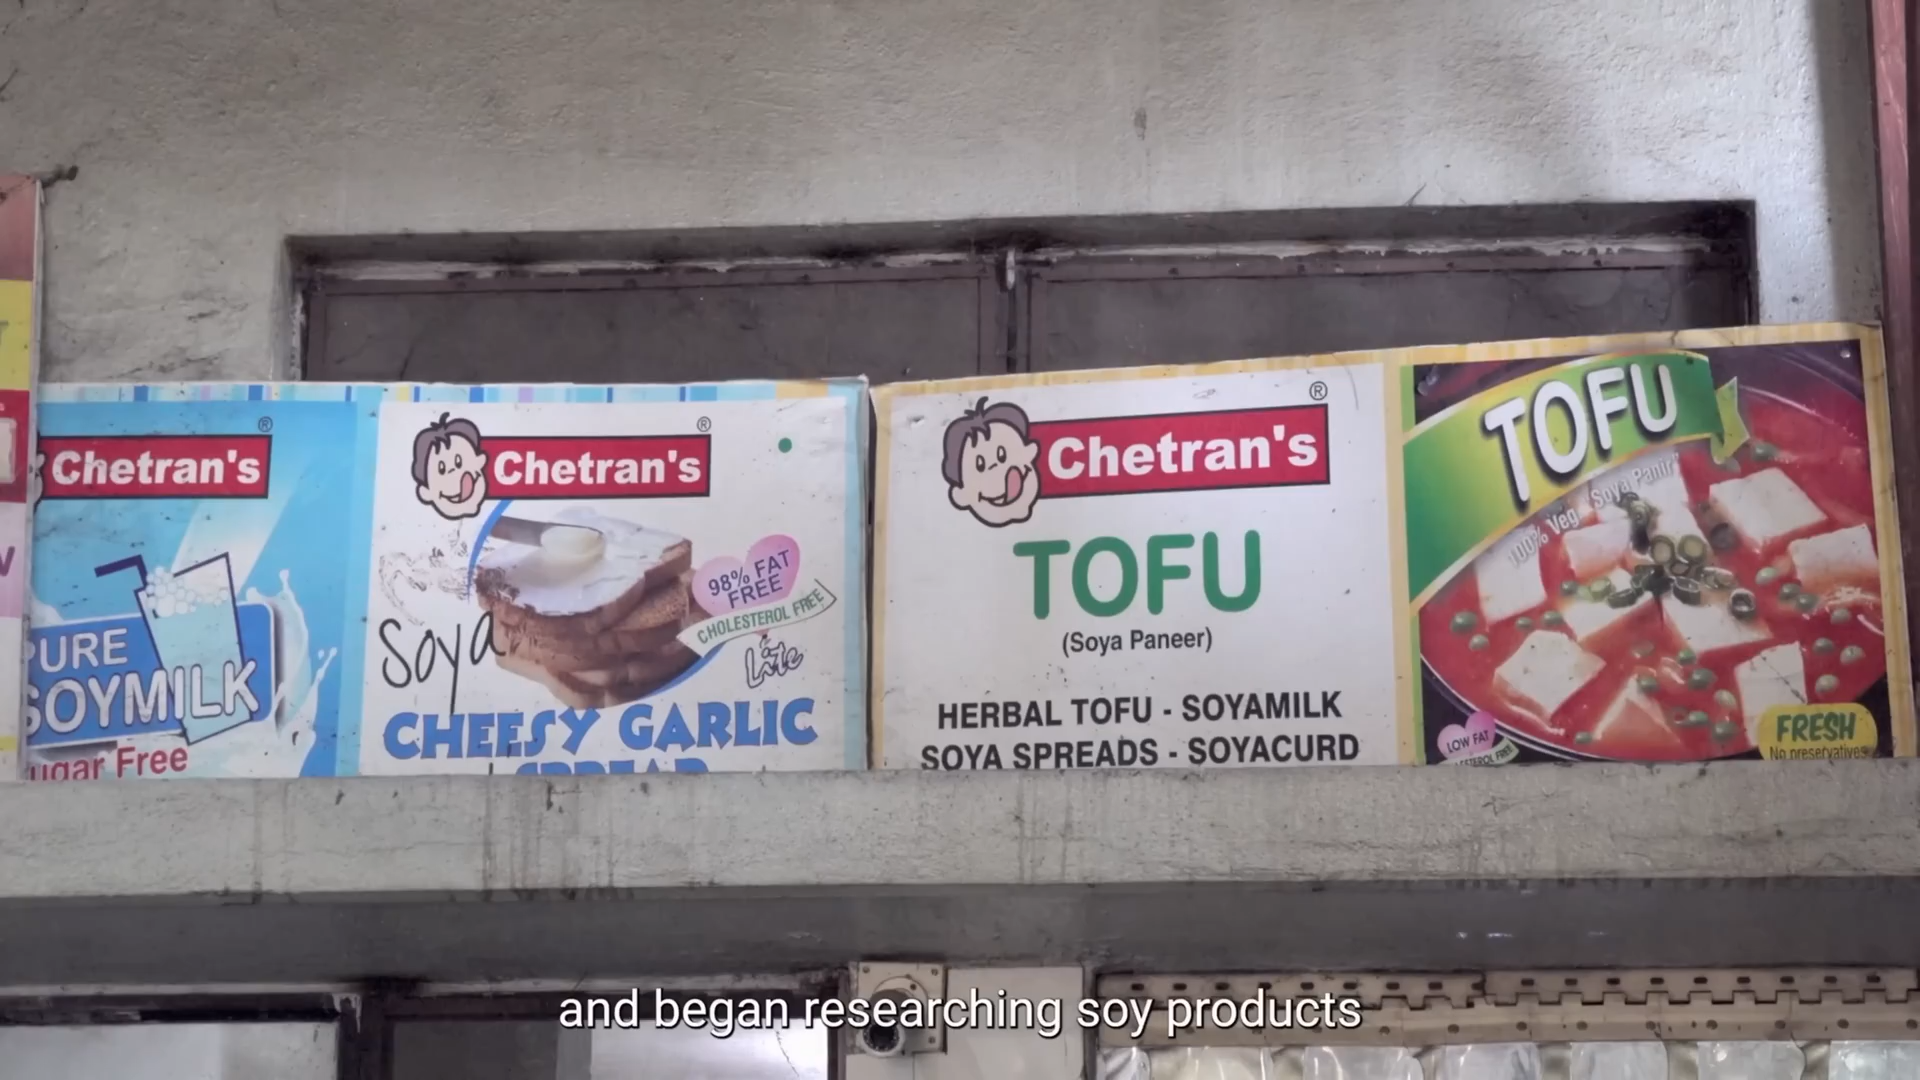 Chetran's®
PURE
SOYMILK
ugar Free
Chetran's®
98% FAT
FREE
CHOLESTEROL FREE
Lite
Soya
CHEESY GARLIC
SPREAD
Chetran's®
TOFU
(Soya Paneer)
HERBAL TOFU - SOYAMILK
SOYA SPREADS - SOYACURD
TOFU
100% Veg. "Soya Panir"
LOW FAT
FRESH
No preservatives
and began researching soy products